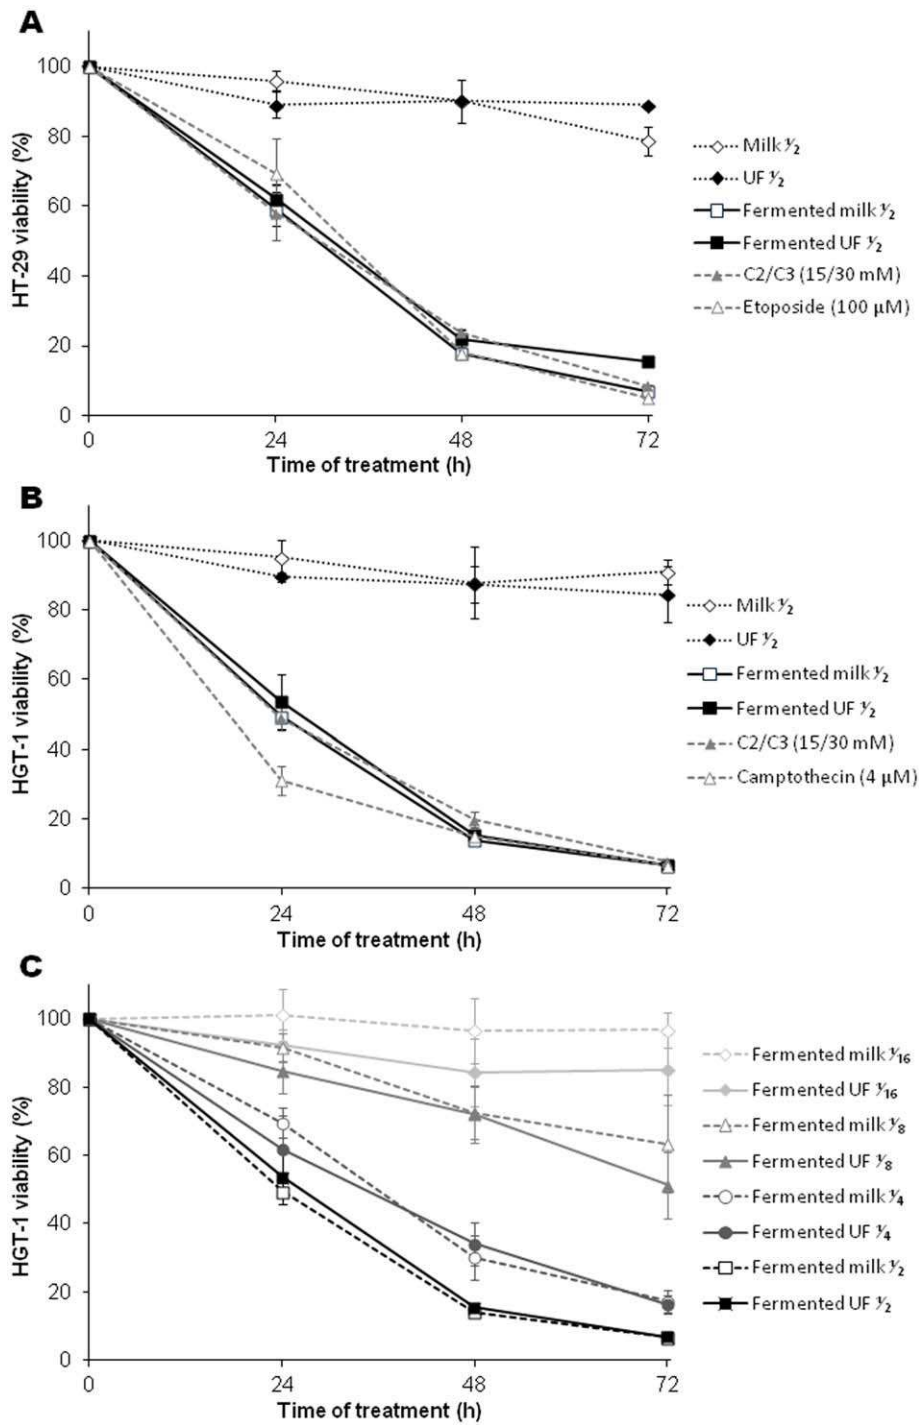 A
HT-29 viability (%)
100
80
60
40
20
0
0 24 48 72
Time of treatment (h)
Milk ½
UF ½
Fermented milk ½
Fermented UF ½
C2/C3 (15/30 mM)
Etoposide (100 µM)
B
HGT-1 viability (%)
100
80
60
40
20
0
0 24 48 72
Time of treatment (h)
Milk ½
UF ½
Fermented milk ½
Fermented UF ½
C2/C3 (15/30 mM)
Camptothecin (4 µM)
C
HGT-1 viability (%)
100
80
60
40
20
0
0 24 48 72
Time of treatment (h)
Fermented milk ¹⁄₁₆
Fermented UF ¹⁄₁₆
Fermented milk ⅛
Fermented UF ⅛
Fermented milk ¼
Fermented UF ¼
Fermented milk ½
Fermented UF ½